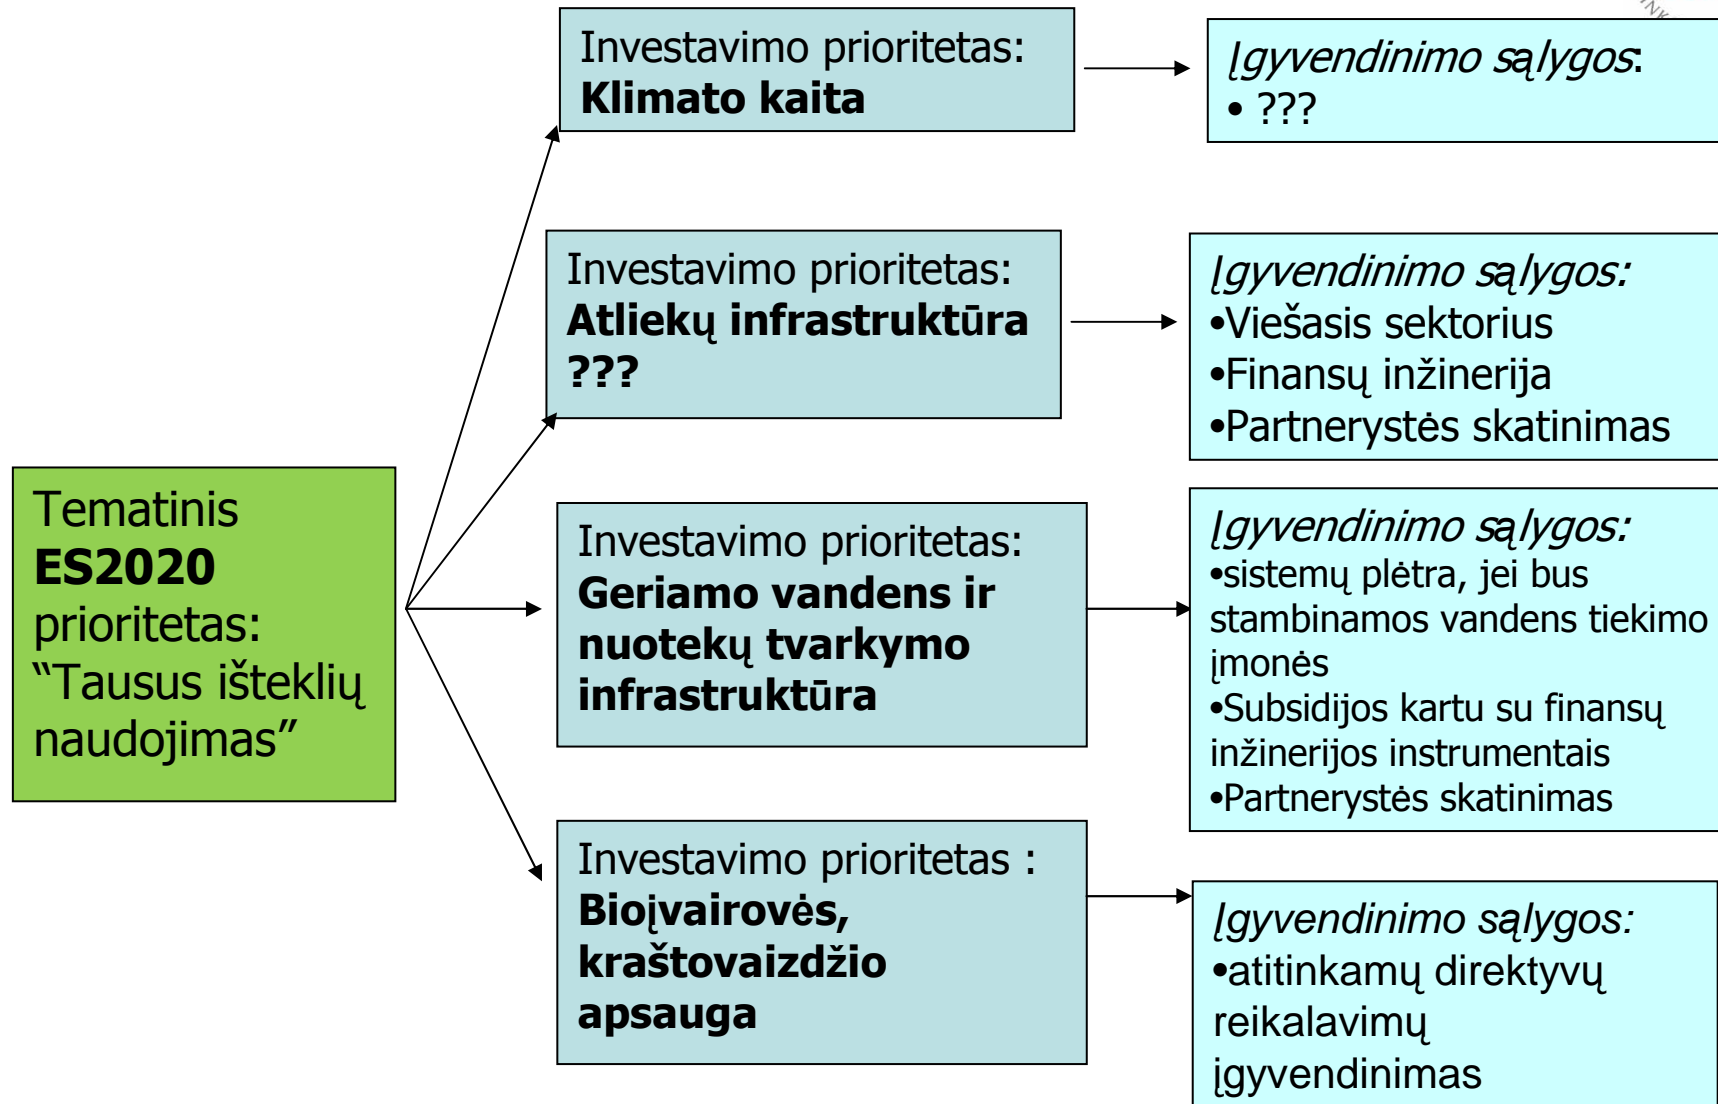 Investavimo prioritetas:
Klimato kaita
Įgyvendinimo sąlygos:
• ???
Investavimo prioritetas:
Atliekų infrastruktūra
???
Įgyvendinimo sąlygos:
•Viešasis sektorius
•Finansų inžinerija
•Partnerystės skatinimas
Tematinis
ES2020
prioritetas:
“Tausus išteklių
naudojimas”
Investavimo prioritetas:
Geriamo vandens ir
nuotekų tvarkymo
infrastruktūra
Įgyvendinimo sąlygos:
•sistemų plėtra, jei bus
stambinamos vandens tiekimo
įmonės
•Subsidijos kartu su finansų
inžinerijos instrumentais
•Partnerystės skatinimas
Investavimo prioritetas :
Bioįvairovės,
kraštovaizdžio
apsauga
Įgyvendinimo sąlygos:
•atitinkamų direktyvų
reikalavimų
įgyvendinimas